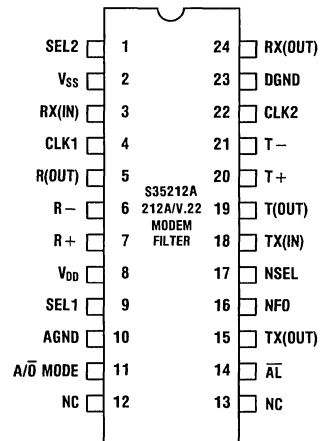 SEL2 1 24 RX(OUT)
VSS 2 23 DGND
RX(IN) 3 22 CLK2
CLK1 4 21 T−
R(OUT) 5 20 T+
S35212A
R− 6 212A/V.22 19 T(OUT)
MODEM
R+ 7 FILTER 18 TX(IN)
VDD 8 17 NSEL
SEL1 9 16 NFO
AGND 10 15 TX(OUT)
A/O̅ MODE 11 14 A̅L̅
NC 12 13 NC